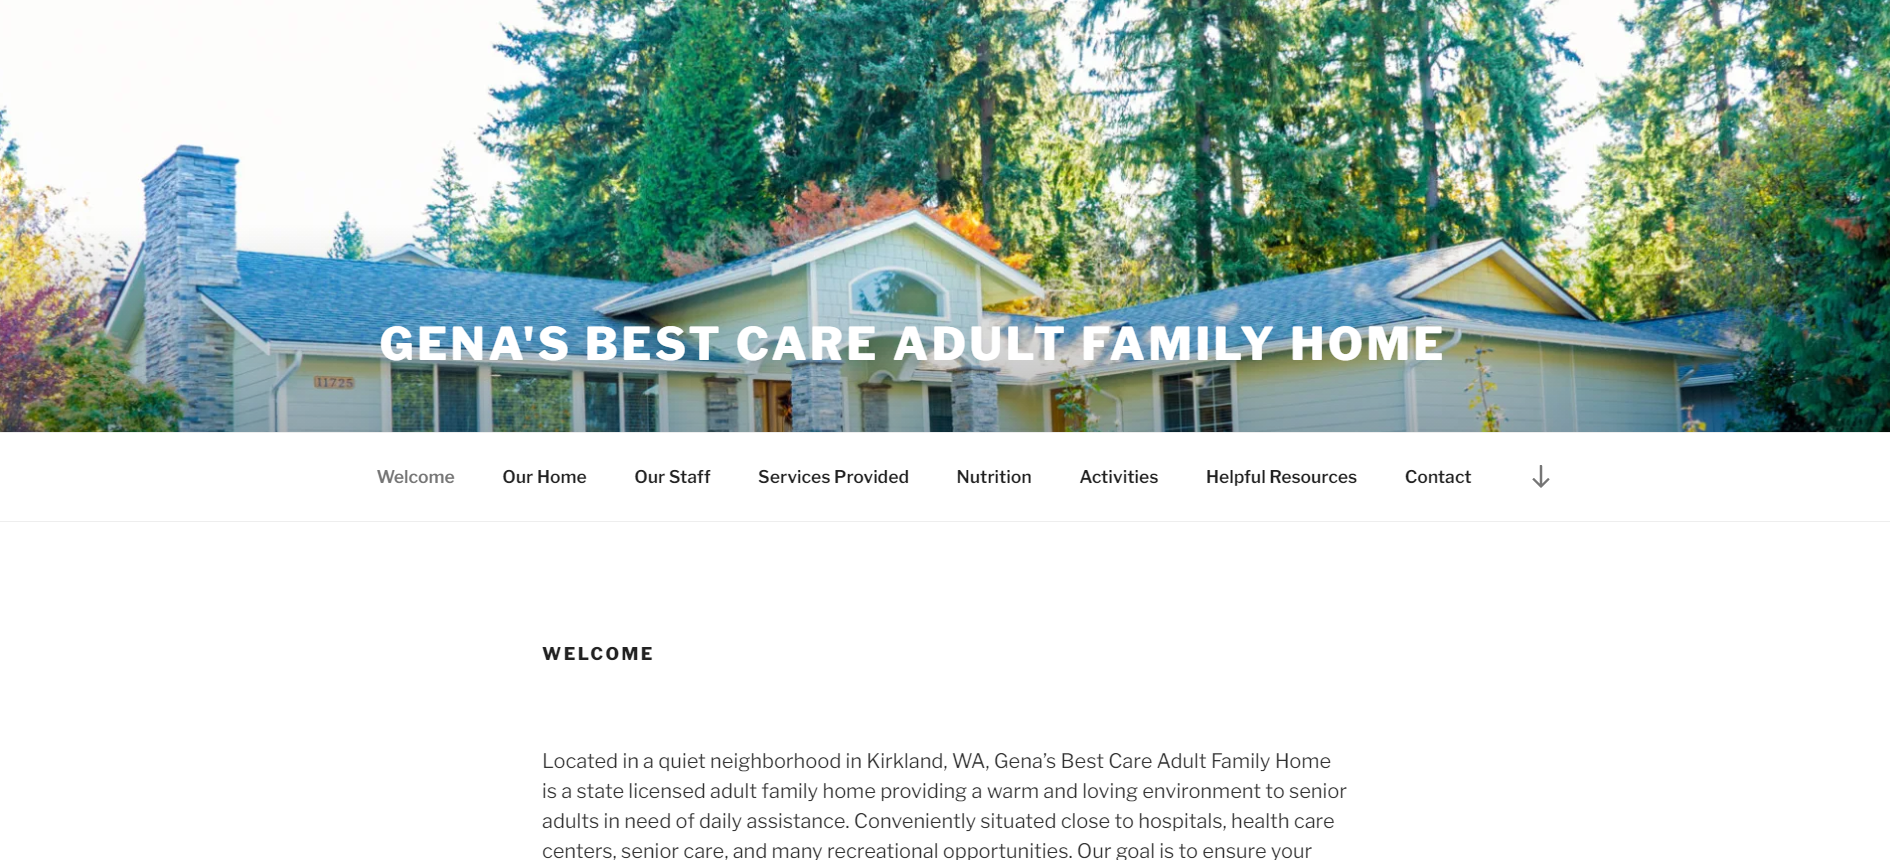 GENA'S BEST CARE ADULT FAMILY HOME
11725
Welcome Our Home Our Staff Services Provided Nutrition Activities Helpful Resources Contact
WELCOME
Located in a quiet neighborhood in Kirkland, WA, Gena’s Best Care Adult Family Home
is a state licensed adult family home providing a warm and loving environment to senior
adults in need of daily assistance. Conveniently situated close to hospitals, health care
centers, senior care, and many recreational opportunities. Our goal is to ensure your